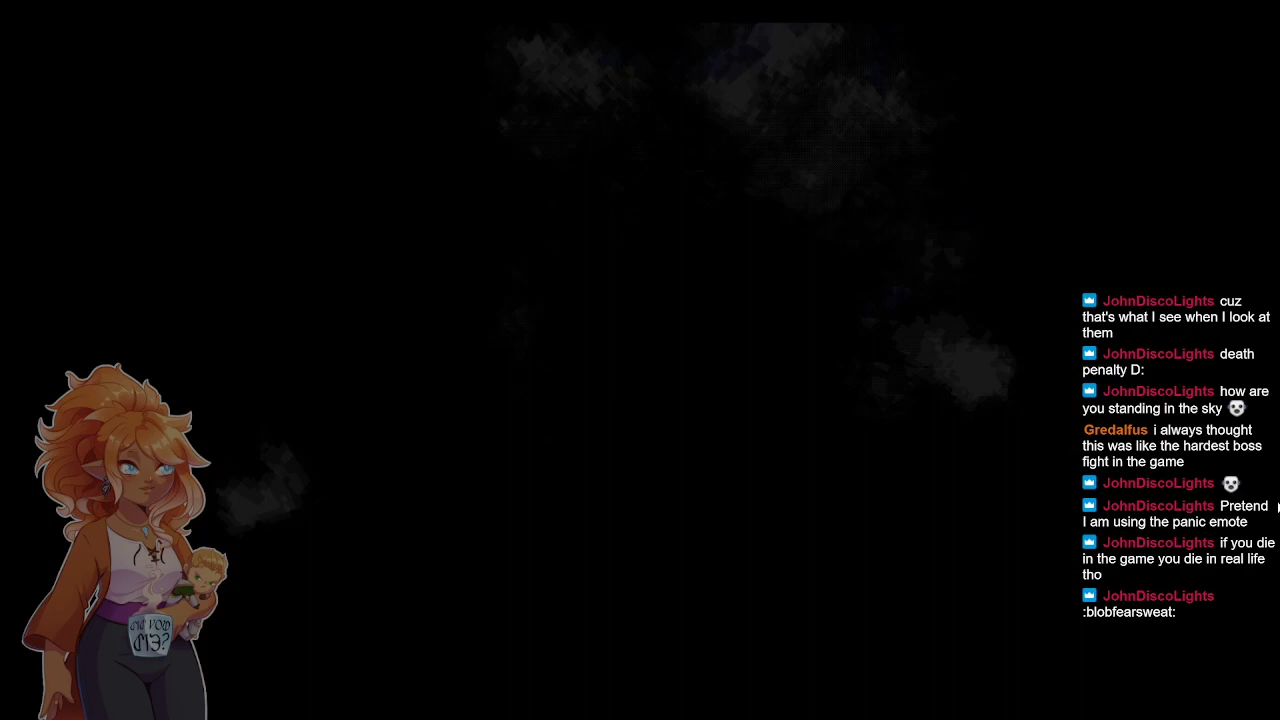 JohnDiscoLights cuz
that's what I see when I look at
them
JohnDiscoLights death
penalty D:
JohnDiscoLights how are
you standing in the sky
Gredalfus i always thought
this was like the hardest boss
fight in the game
JohnDiscoLights
JohnDiscoLights Pretend
I am using the panic emote
JohnDiscoLights if you die
in the game you die in real life
tho
JohnDiscoLights
:blobfearsweat: